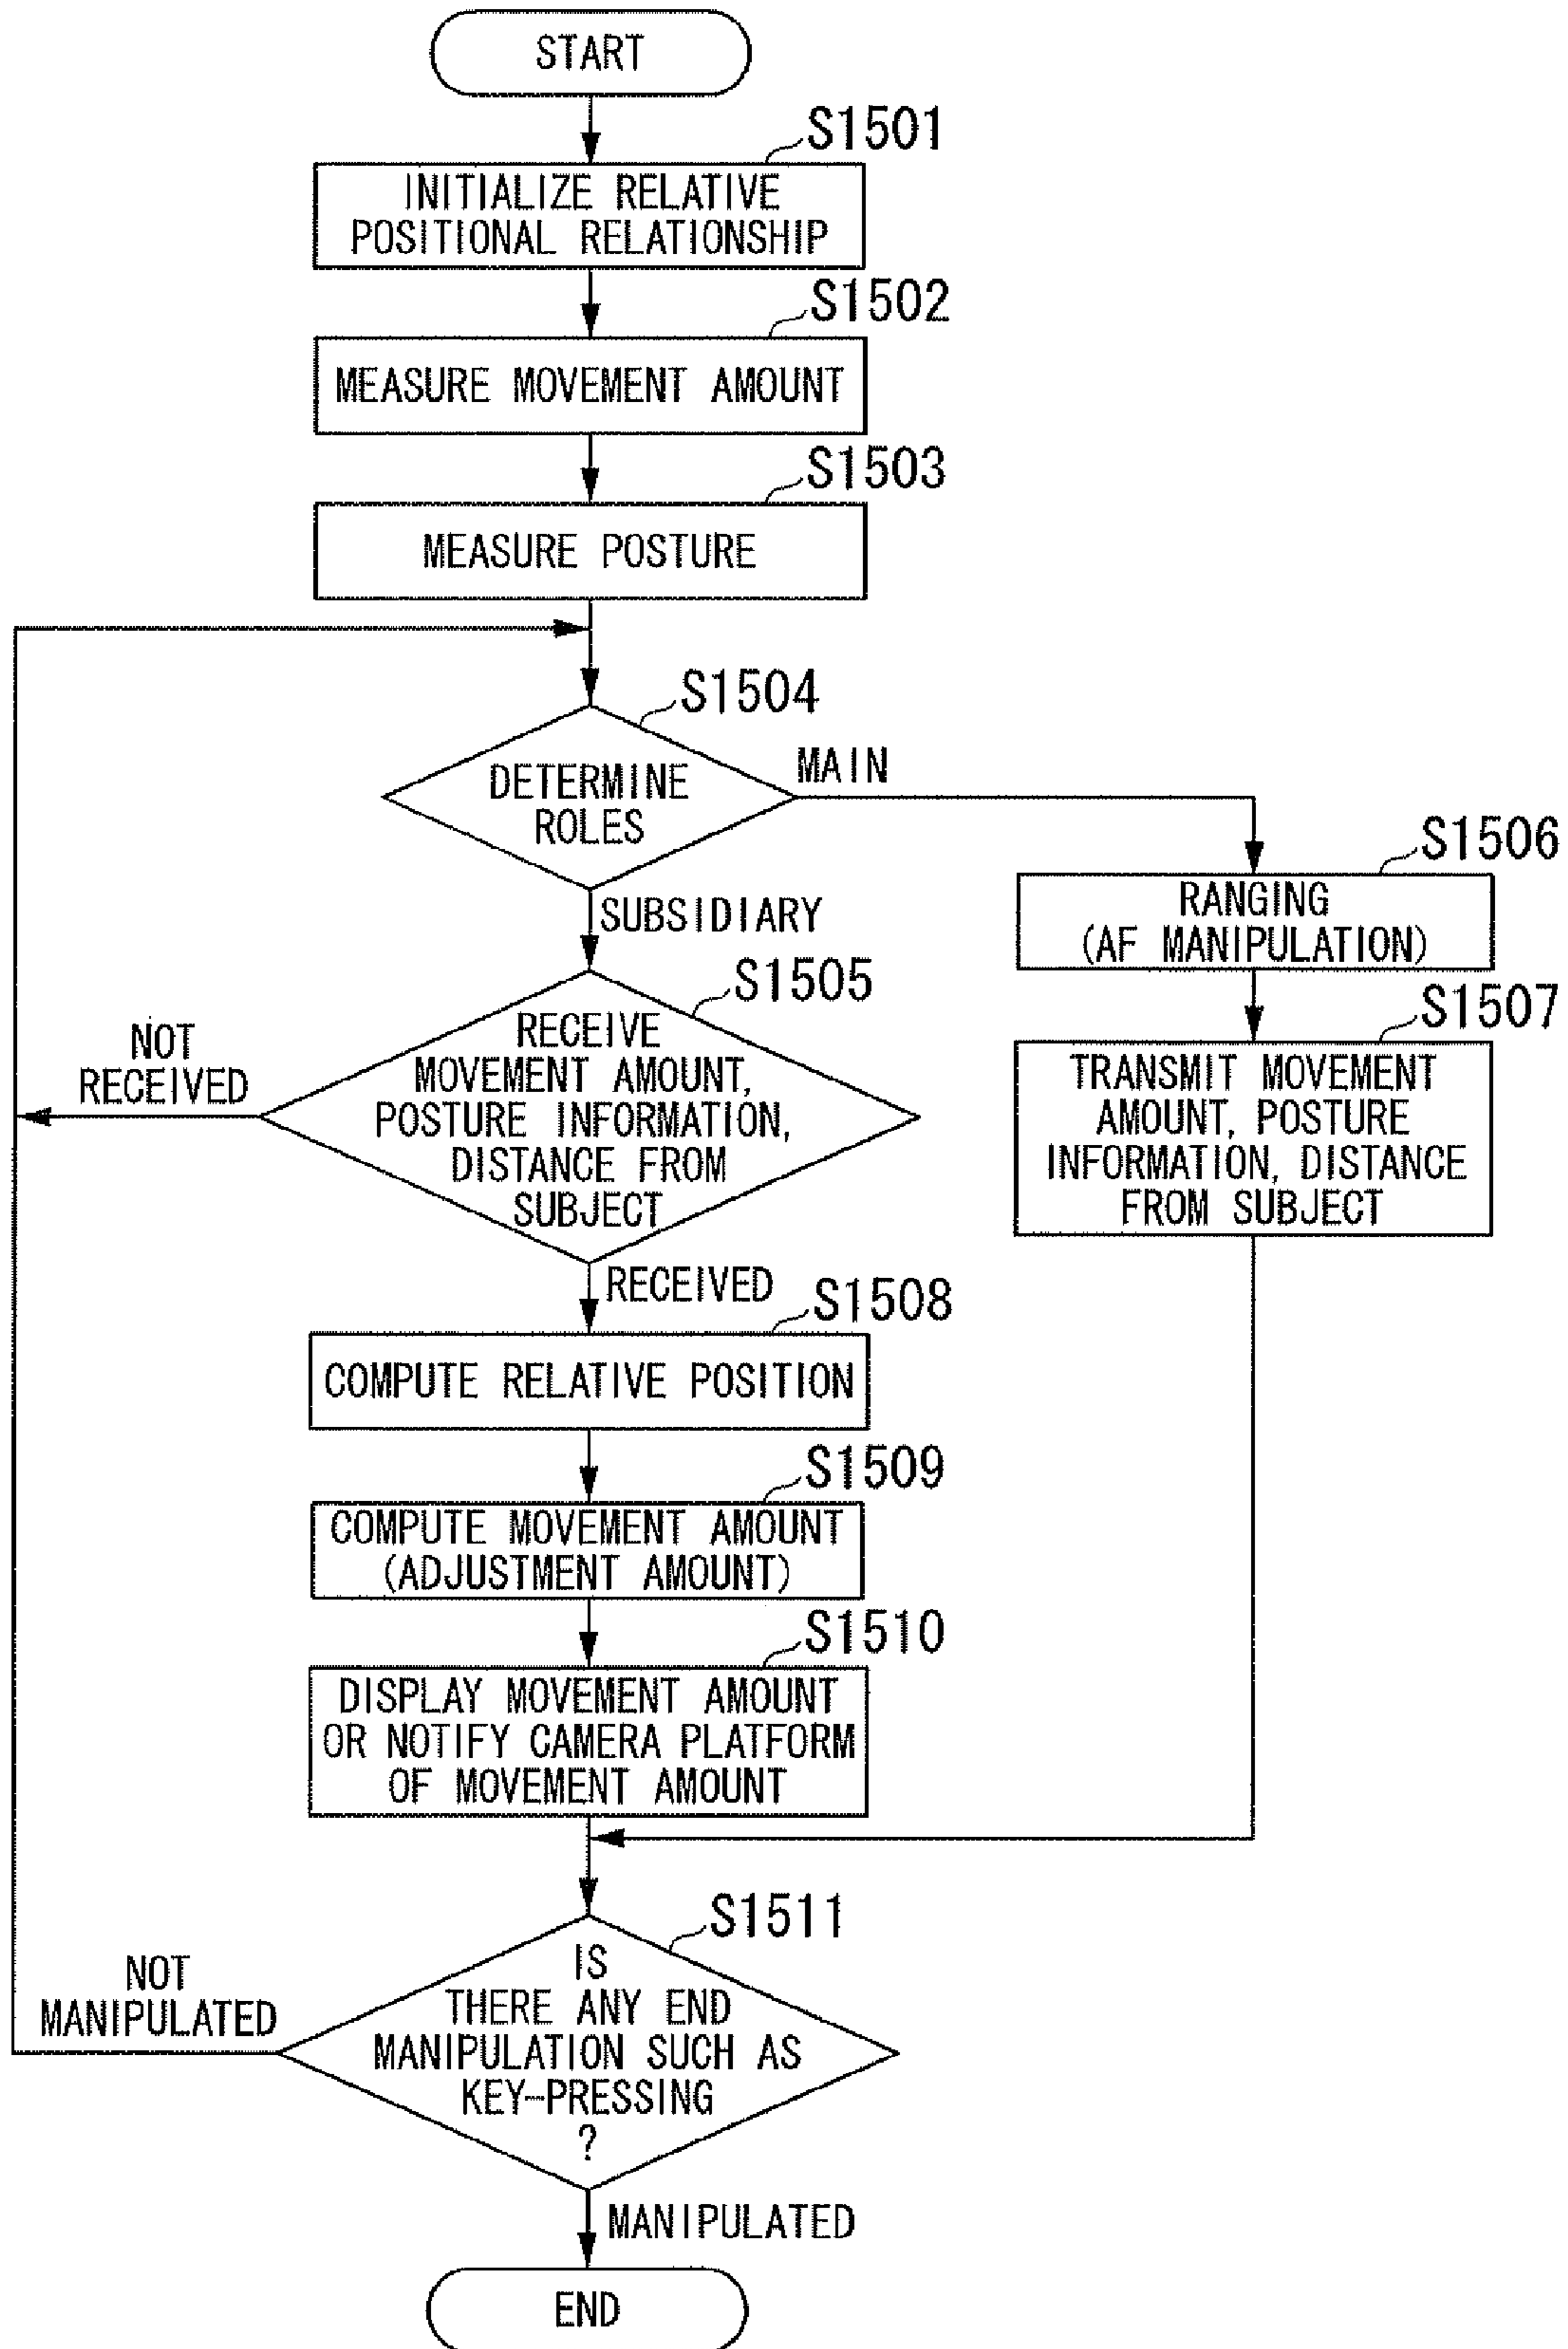 START
S1501
INITIALIZE RELATIVE
POSITIONAL RELATIONSHIP
S1502
MEASURE MOVEMENT AMOUNT
S1503
MEASURE POSTURE
S1504
DETERMINE
ROLES
MAIN
SUBSIDIARY
S1506
RANGING
(AF MANIPULATION)
S1505
RECEIVE
MOVEMENT AMOUNT,
POSTURE INFORMATION,
DISTANCE FROM
SUBJECT
NOT
RECEIVED
S1507
TRANSMIT MOVEMENT
AMOUNT, POSTURE
INFORMATION, DISTANCE
FROM SUBJECT
RECEIVED
S1508
COMPUTE RELATIVE POSITION
S1509
COMPUTE MOVEMENT AMOUNT
(ADJUSTMENT AMOUNT)
S1510
DISPLAY MOVEMENT AMOUNT
OR NOTIFY CAMERA PLATFORM
OF MOVEMENT AMOUNT
S1511
IS
THERE ANY END
MANIPULATION SUCH AS
KEY-PRESSING
?
NOT
MANIPULATED
MANIPULATED
END